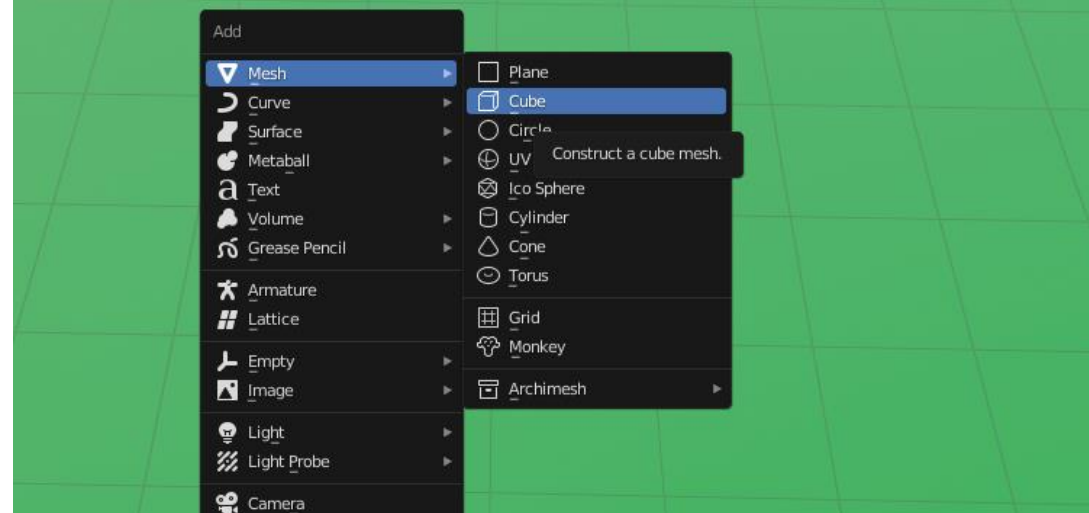 Add
Mesh
Curve
Surface
Metaball
Text
Volume
Grease Pencil
Armature
Lattice
Empty
Image
Light
Light Probe
Camera
Plane
Cube
Circle
UV
Construct a cube mesh.
Ico Sphere
Cylinder
Cone
Torus
Grid
Monkey
Archimesh